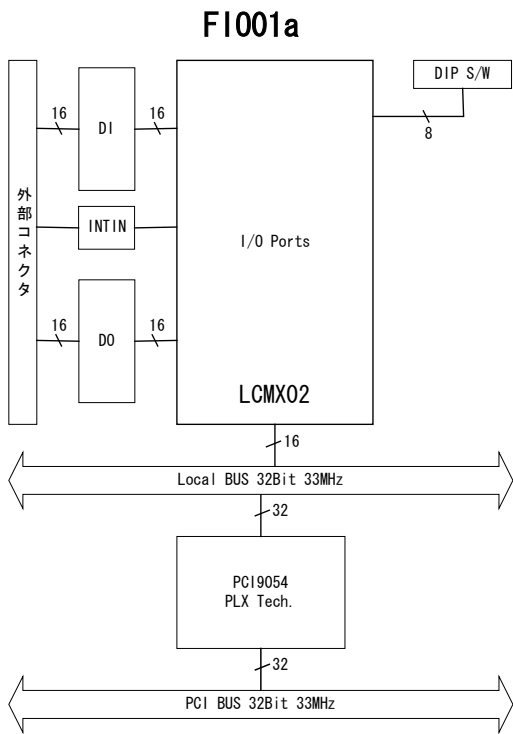 FI001a
DIP S/W
16
16
DI
8
外部コネクタ
INTIN
I/O Ports
16
16
DO
LCMXO2
16
Local BUS 32Bit 33MHz
32
PCI9054
PLX Tech.
32
PCI BUS 32Bit 33MHz